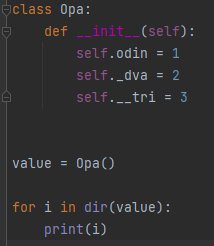 class Opa:
    def __init__(self):
        self.odin = 1
        self._dva = 2
        self.__tri = 3
value = Opa()
for i in dir(value):
    print(i)